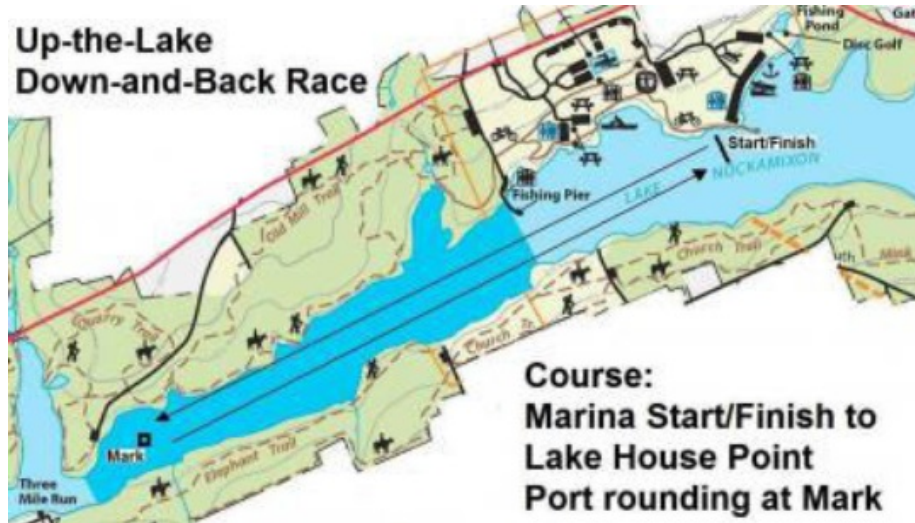 Up-the-Lake
Down-and-Back Race
Fishing
Pond
Disc Golf
Start/Finish
LAKE NOCKAMIXON
Fishing Pier
Old Mill Trail
Church Trail
Quarry Trail
Church Tr.
Mark
Elephant Trail
Three
Mile Run
Course:
Marina Start/Finish to
Lake House Point
Port rounding at Mark